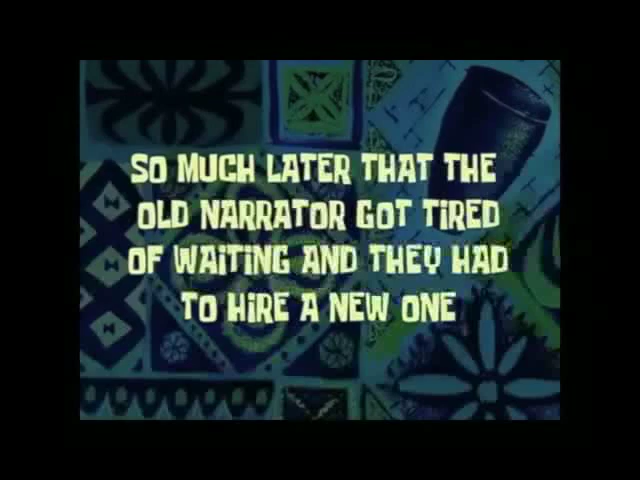 SO MUCH LATER THAT THE
OLD NARRATOR GOT TIRED
OF WAITING AND THEY HAD
TO HIRE A NEW ONE